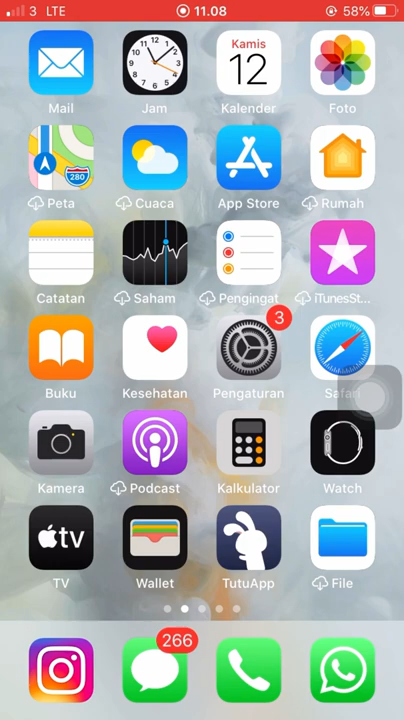 3 LTE 11.08 58%
Kamis
12
Mail Jam Kalender Foto
280
Peta Cuaca App Store Rumah
Catatan Saham Pengingat iTunesSt...
3
Buku Kesehatan Pengaturan Safari
Kamera Podcast Kalkulator Watch
tv
TV Wallet TutuApp File
266